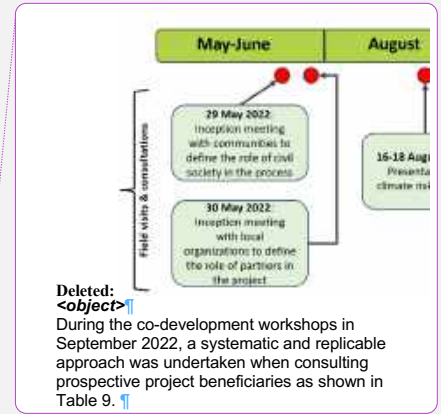 May-June
August
29 May 2022:
Inception meeting
with communities to
define the role of civil
society in the process
16-18 Aug
Presenta
climate ris
Field visits & consultations
30 May 2022:
Inception meeting
with local
organizations to define
the role of partners in
the project
Deleted:
<object>¶
During the co-development workshops in
September 2022, a systematic and replicable
approach was undertaken when consulting
prospective project beneficiaries as shown in
Table 9. ¶